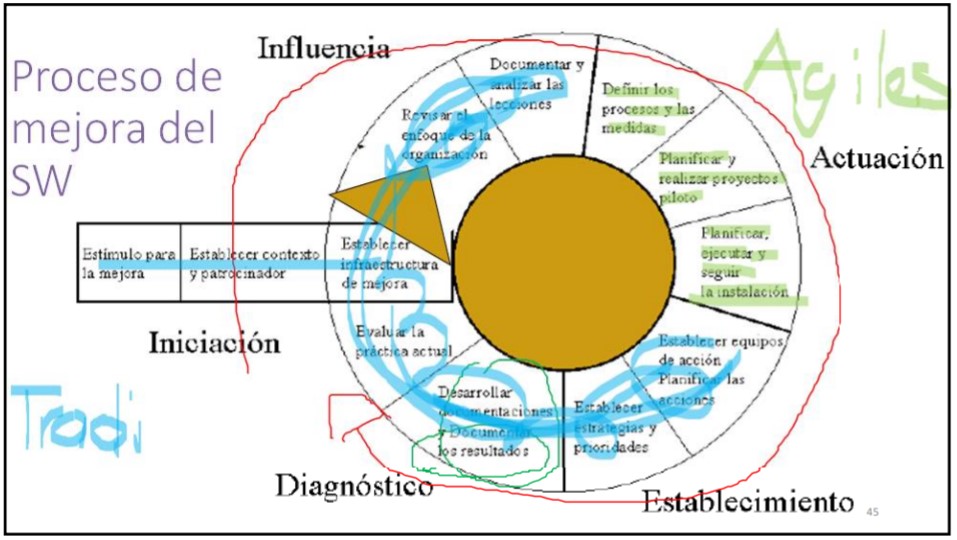 Proceso de
mejora del
SW
Influencia
Agiles
Actuación
Documentar y
analizar las
lecciones
Definir los
procesos y las
medidas
Revisar el
enfoque de la
organización
Planificar y
realizar proyectos
piloto
Planificar,
ejecutar y
seguir
la instalación
Estímulo para
la mejora
Establecer contexto
y patrocinador
Establecer
infraestructura
de mejora
Iniciación
Evaluar la
práctica actual
Establecer equipos
de acción
Planificar las
acciones
Tradi
Desarrollar
documentaciones
y Documentar
los resultados
Establecer
estrategias y
prioridades
Diagnóstico
Establecimiento
45